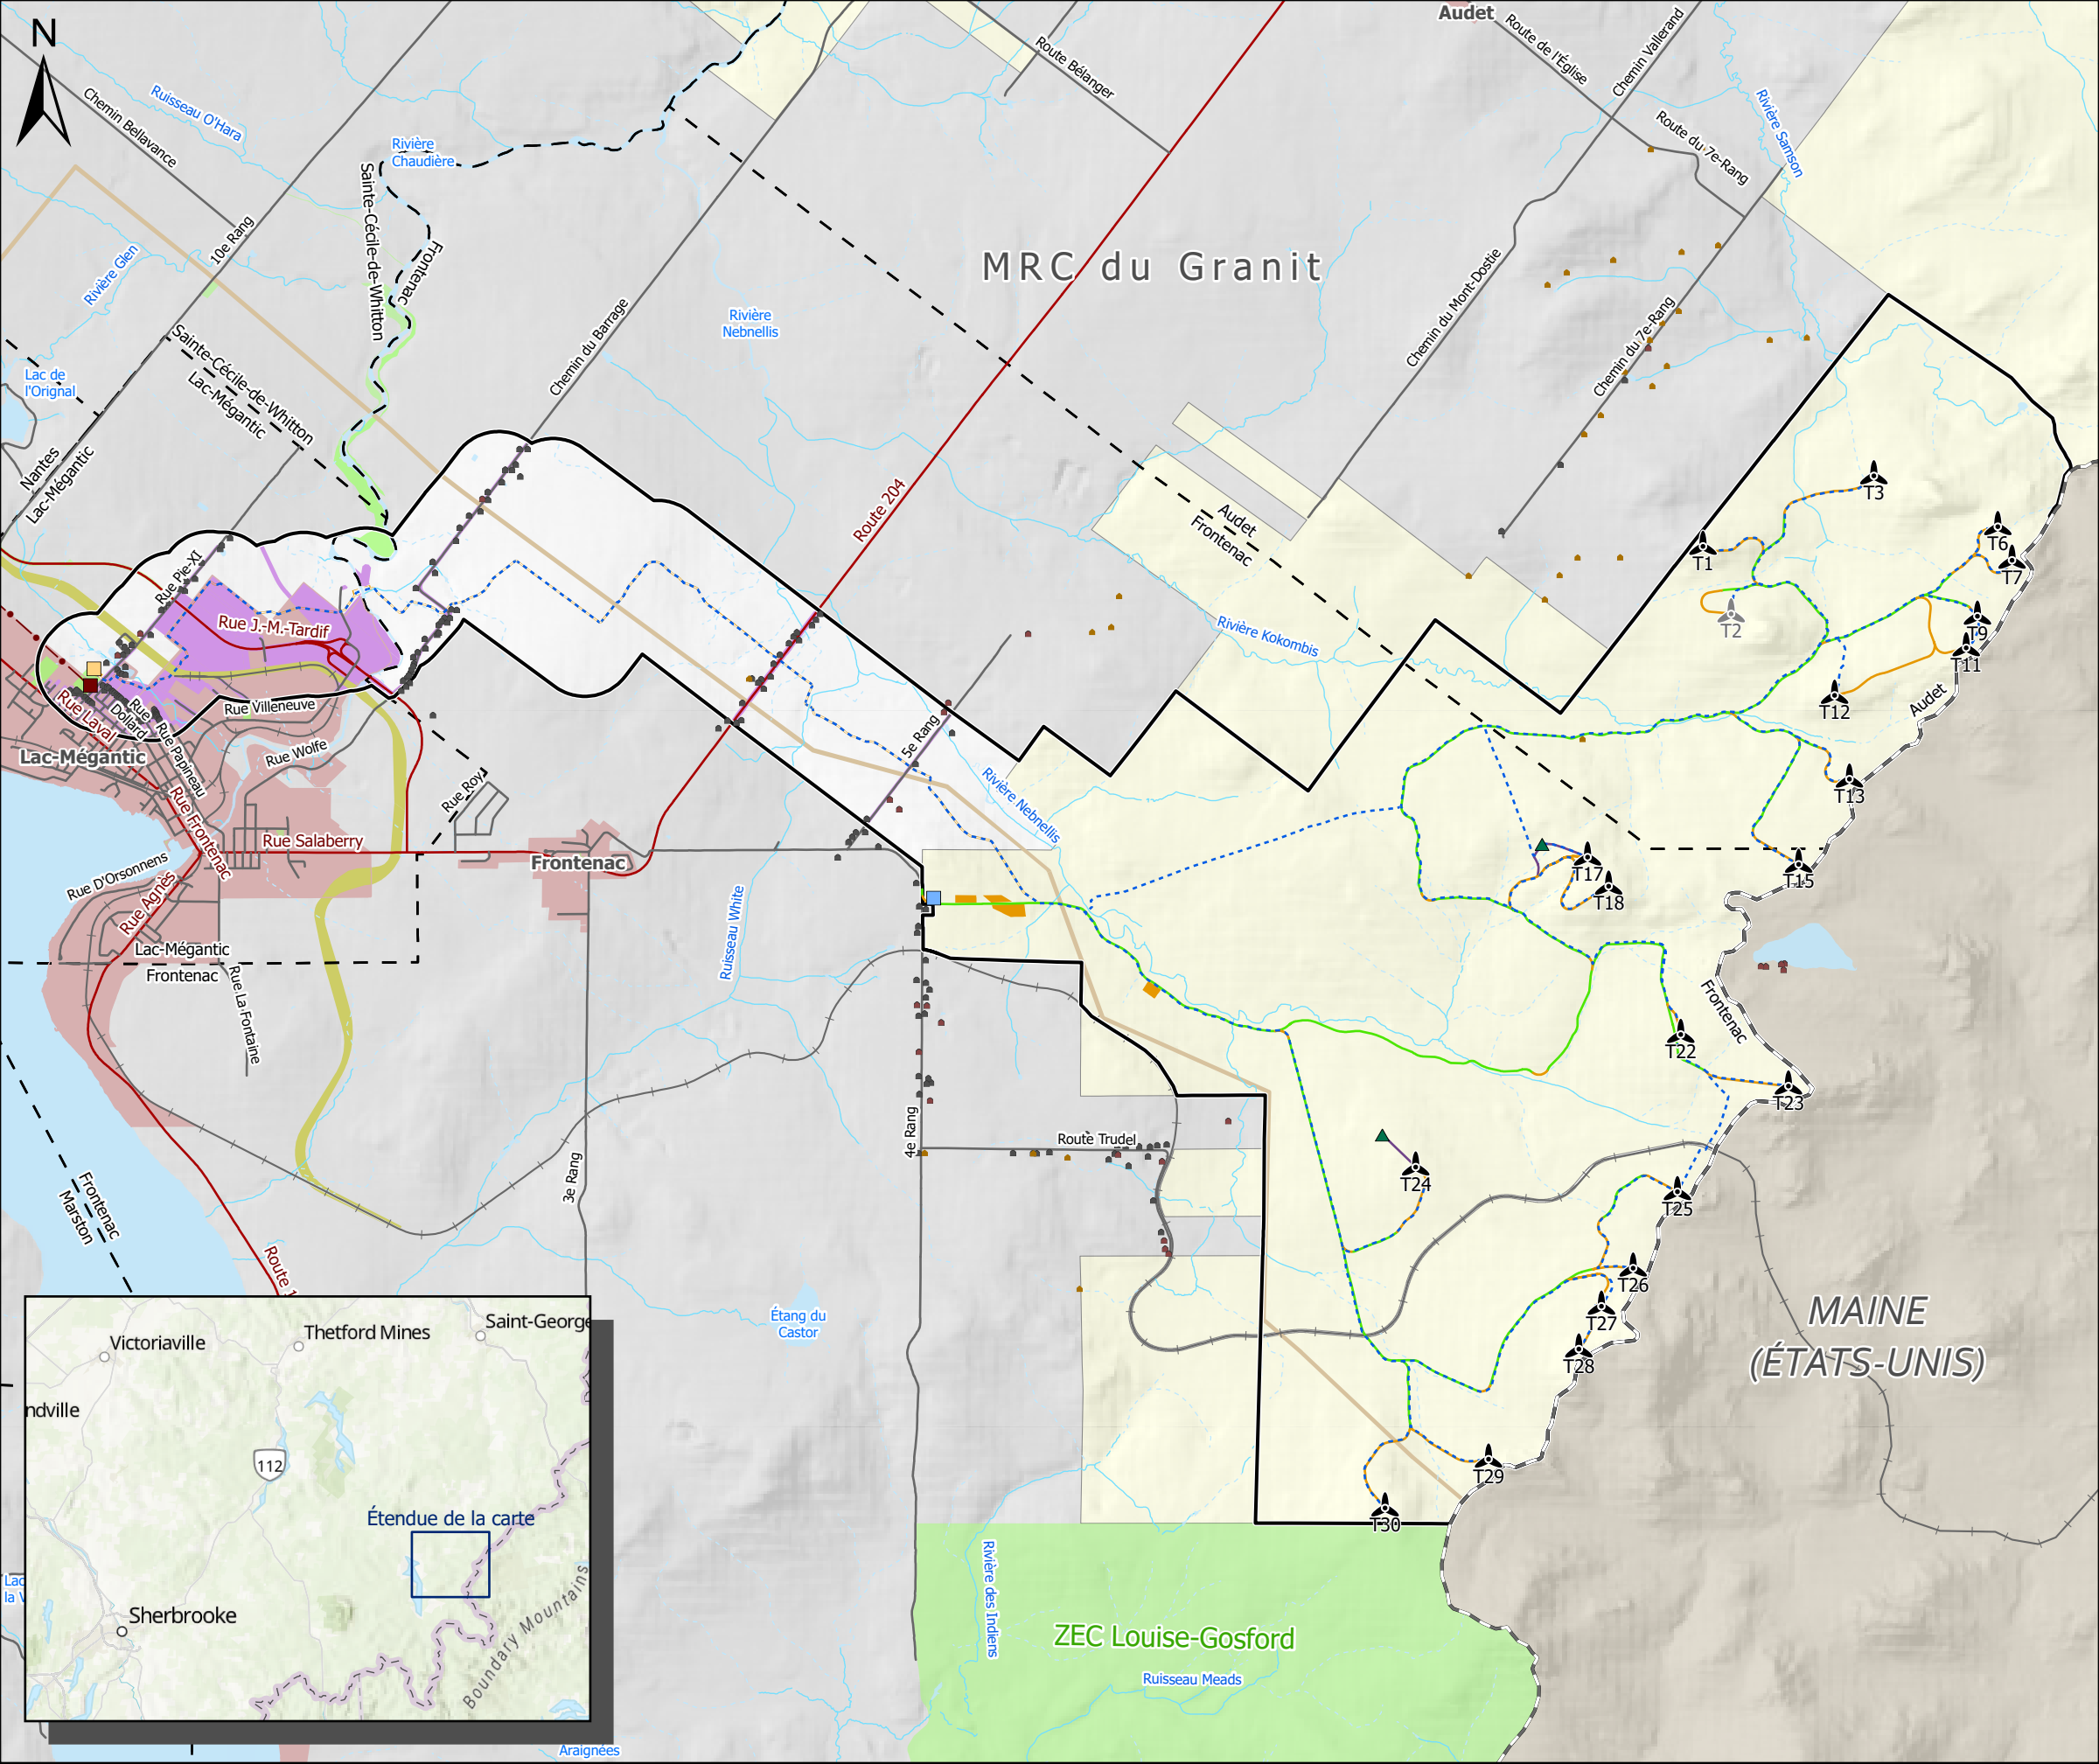 N
Audet
Route de l'Église
Chemin Vallerand
Route Bélanger
Chemin Bellavance
Ruisseau O'Hara
Rivière
Chaudière
Rivière Samson
Route du 7e-Rang
Sainte-Cécile-de-Whitton
Frontenac
10e Rang
Rivière Glen
MRC du Granit
Rivière
Nebnellis
Chemin du Barrage
Chemin du Mont-Dostie
Chemin du 7e-Rang
Sainte-Cécile-de-Whitton
Lac-Mégantic
Lac de
l'Orignal
Nantes
Lac-Mégantic
Route 204
Audet
Frontenac
T3
T6
T7
T1
T2
T9
T11
T12
Audet
Rue Pie-XI
Rue J.-M.-Tardif
Rivière Kokombis
Rue Laval
Rue
Dollard
Rue Papineau
Rue Villeneuve
Rue Wolfe
Lac-Mégantic
5e Rang
Rivière Nebnellis
Rue Roy
Rue Frontenac
Rue Salaberry
Frontenac
T13
T15
T17
T18
Rue D'Orsonnens
Rue Agnès
Lac-Mégantic
Frontenac
Rue La Fontaine
Ruisseau White
Frontenac
T22
T23
4e Rang
3e Rang
Route Trudel
T24
T25
Frontenac
Marston
Route 1
T26
T27
T28
Étang du
Castor
MAINE
(ÉTATS-UNIS)
T29
T30
Rivière des Indiens
ZEC Louise-Gosford
Ruisseau Meads
Araignées
Lac
la V
Victoriaville
Thetford Mines
Saint-George
ndville
112
Étendue de la carte
Sherbrooke
Boundary Mountains